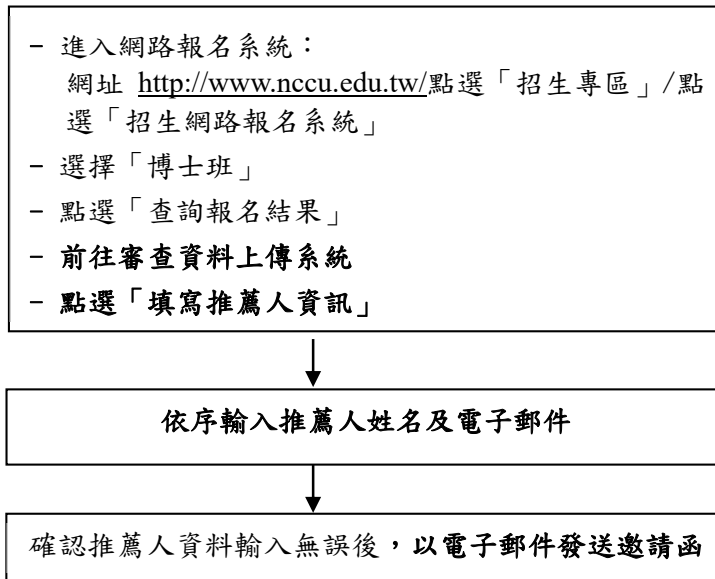 – 進入網路報名系統：
網址 http://www.nccu.edu.tw/點選「招生專區」/點
選「招生網路報名系統」
– 選擇「博士班」
– 點選「查詢報名結果」
– 前往審查資料上傳系統
– 點選「填寫推薦人資訊」
依序輸入推薦人姓名及電子郵件
確認推薦人資料輸入無誤後，以電子郵件發送邀請函